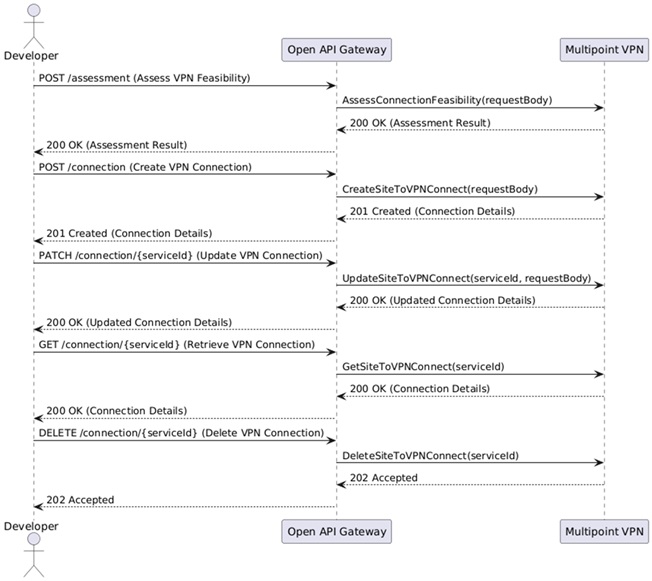 Developer
Open API Gateway
Multipoint VPN
POST /assessment (Assess VPN Feasibility)
AssessConnectionFeasibility(requestBody)
200 OK (Assessment Result)
200 OK (Assessment Result)
POST /connection (Create VPN Connection)
CreateSiteToVPNConnect(requestBody)
201 Created (Connection Details)
201 Created (Connection Details)
PATCH /connection/{serviceId} (Update VPN Connection)
UpdateSiteToVPNConnect(serviceId, requestBody)
200 OK (Updated Connection Details)
200 OK (Updated Connection Details)
GET /connection/{serviceId} (Retrieve VPN Connection)
GetSiteToVPNConnect(serviceId)
200 OK (Connection Details)
200 OK (Connection Details)
DELETE /connection/{serviceId} (Delete VPN Connection)
DeleteSiteToVPNConnect(serviceId)
202 Accepted
202 Accepted
Developer
Open API Gateway
Multipoint VPN